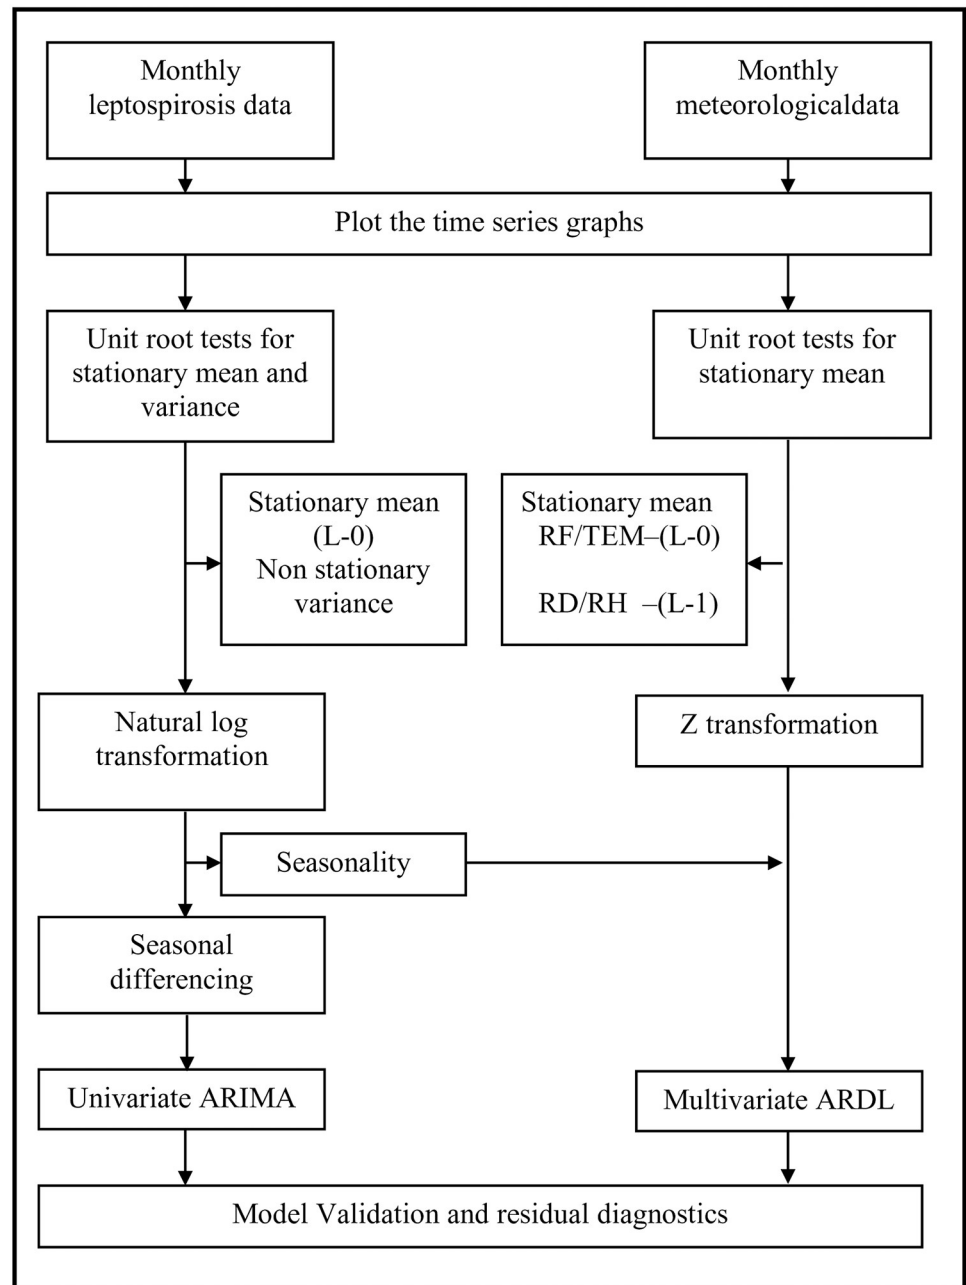 Monthly
leptospirosis data
Monthly
meteorologicaldata
Plot the time series graphs
Unit root tests for
stationary mean and
variance
Unit root tests for
stationary mean
Stationary mean
(L-0)
Non stationary
variance
Stationary mean
RF/TEM–(L-0)
RD/RH –(L-1)
Natural log
transformation
Z transformation
Seasonality
Seasonal
differencing
Univariate ARIMA
Multivariate ARDL
Model Validation and residual diagnostics